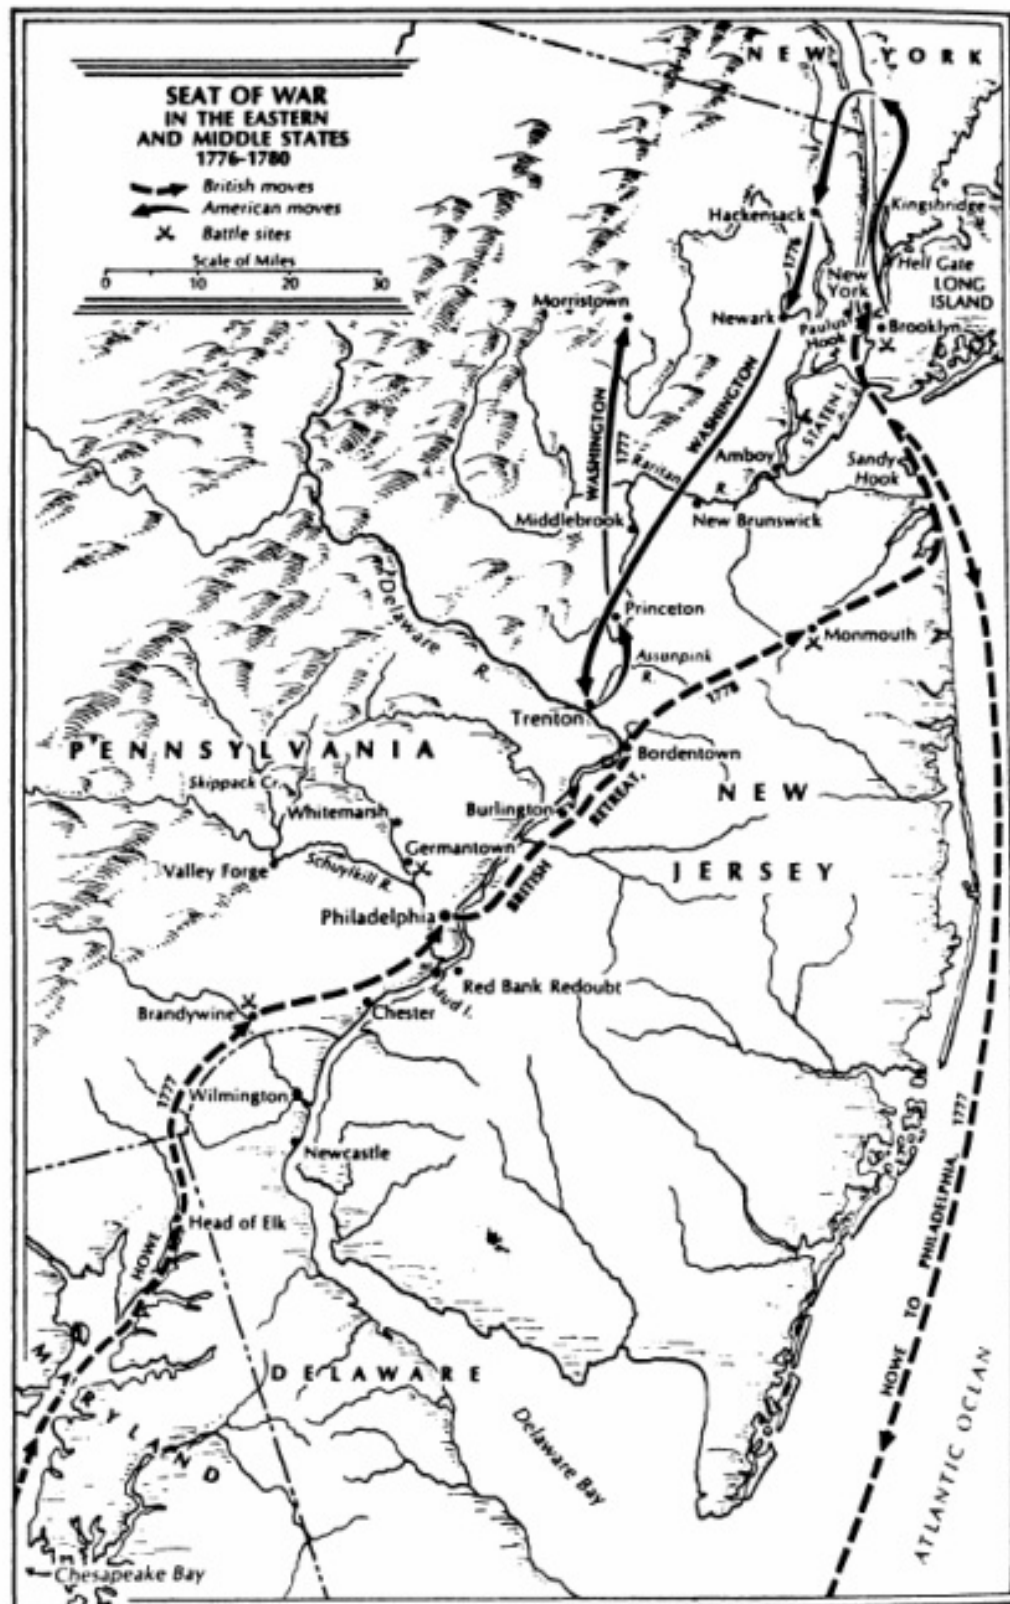 SEAT OF WAR
IN THE EASTERN
AND MIDDLE STATES
1776-1780
British moves
American moves
Battle sites
Scale of Miles
0 10 20 30
NEW YORK
Hackensack
Kingsbridge
1776
Hell Gate
New
York
LONG
ISLAND
Morristown
Newark
Paulus
Hook
Brooklyn
WASHINGTON
1777
WASHINGTON
STATEN I.
Raritan
R.
Amboy
Sandy
Hook
Middlebrook
New Brunswick
Delaware
R.
Princeton
Monmouth
Assunpink
R.
1778
Trenton
PENNSYLVANIA
Bordentown
Skippack Cr.
NEW
Whitemarsh
Burlington
RETREAT,
Germantown
Valley Forge
Schuylkill R.
JERSEY
BRITISH
Philadelphia
Mud I.
Red Bank Redoubt
Brandywine
Chester
1777
Wilmington
Newcastle
Head of Elk
HOWE
HOWE TO PHILADELPHIA, 1777
MARYLAND
DELAWARE
Delaware Bay
ATLANTIC OCLAN
Chesapeake Bay